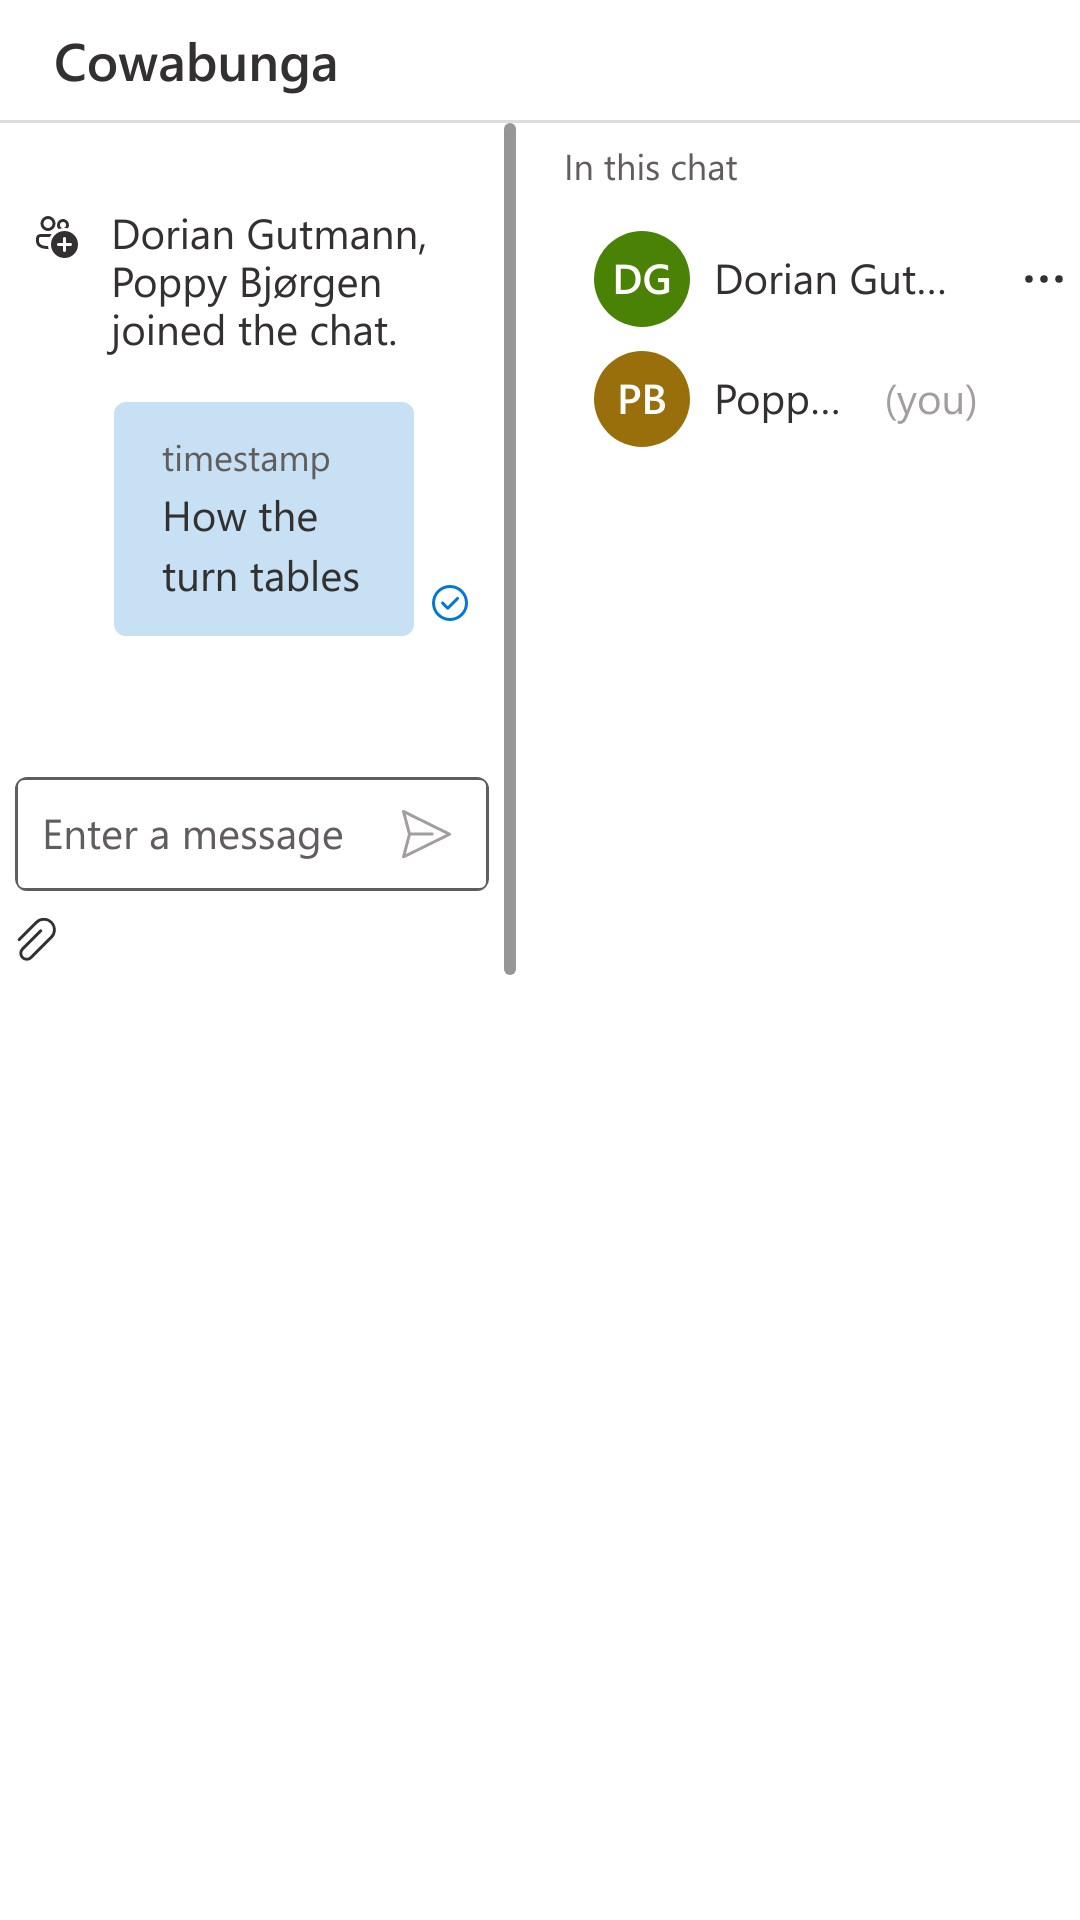 Cowabunga
Dorian Gutmann,
Poppy Bjørgen
joined the chat.
timestamp
How the
turn tables
Enter a message
In this chat
DG Dorian Gut...
PB Popp... (you)